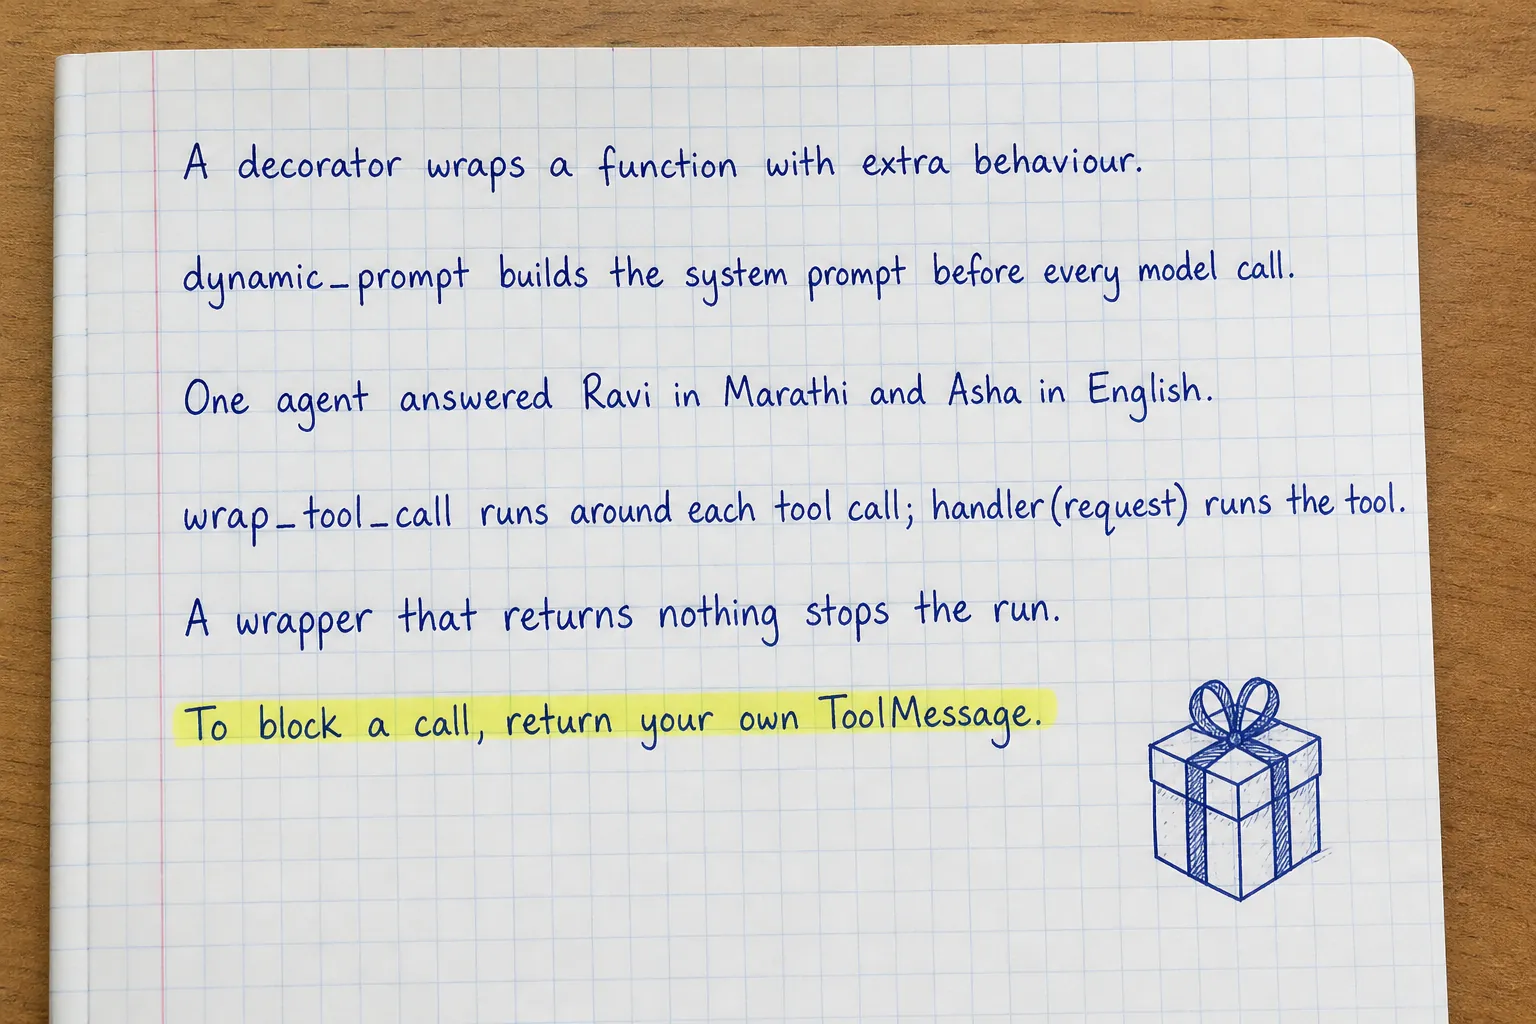 A decorator wraps a function with extra behaviour.
dynamic_prompt builds the system prompt before every model call.
One agent answered Ravi in Marathi and Asha in English.
wrap_tool_call runs around each tool call; handler(request) runs the tool.
A wrapper that returns nothing stops the run.
To block a call, return your own ToolMessage.